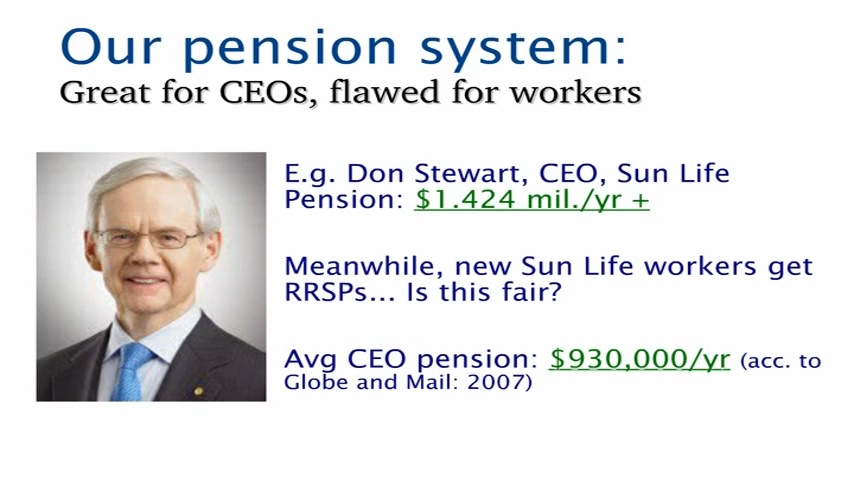 Our pension system:
Great for CEOs, flawed for workers
E.g. Don Stewart, CEO, Sun Life
Pension: $1.424 mil./yr +
Meanwhile, new Sun Life workers get
RRSPs... Is this fair?
Avg CEO pension: $930,000/yr (acc. to
Globe and Mail: 2007)